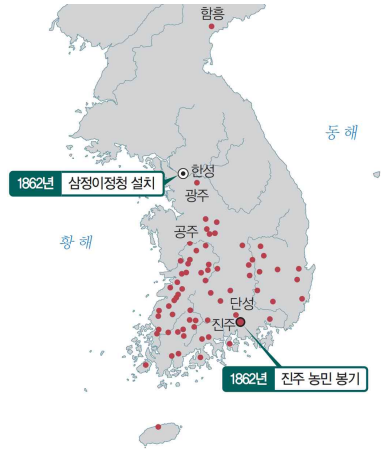 함흥
동해
한성
1862년 삼정이정청 설치
광주
황해
공주
단성
진주
1862년 진주 농민 봉기